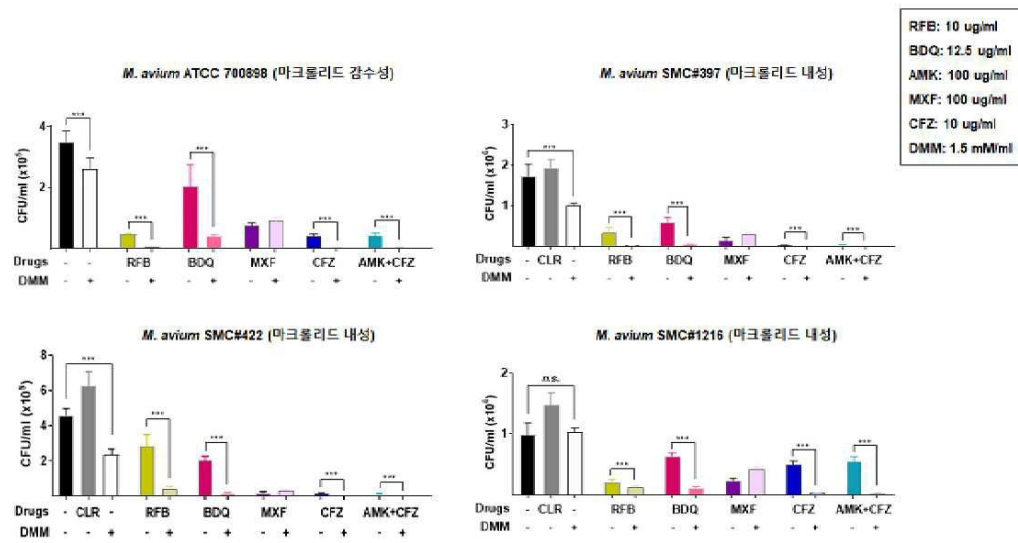 RFB: 10 ug/ml
BDQ: 12.5 ug/ml
AMK: 100 ug/ml
MXF: 100 ug/ml
CFZ: 10 ug/ml
DMM: 1.5 mM/ml
M. avium ATCC 700898 (마크롤리드 감수성)
CFU/ml (x10⁶)
4
2
***
***
***
***
***
Drugs - - RFB BDQ MXF CFZ AMK+CFZ
DMM - + - + - + - + - + - +
M. avium SMC#397 (마크롤리드 내성)
CFU/ml (x10⁶)
3
2
1
***
***
***
***
Drugs - CLR - RFB BDQ MXF CFZ AMK+CFZ
DMM - - + - + - + - + - + - +
M. avium SMC#422 (마크롤리드 내성)
8
6
4
2
***
***
***
***
***
Drugs - CLR - RFB BDQ MXF CFZ AMK+CFZ
DMM - - + - + - + - + - + - +
M. avium SMC#1216 (마크롤리드 내성)
CFU/ml (x10⁶)
2
1
n.s.
***
***
***
***
Drugs - CLR - RFB BDQ MXF CFZ AMK+CFZ
DMM - - + - + - + - + - + - +